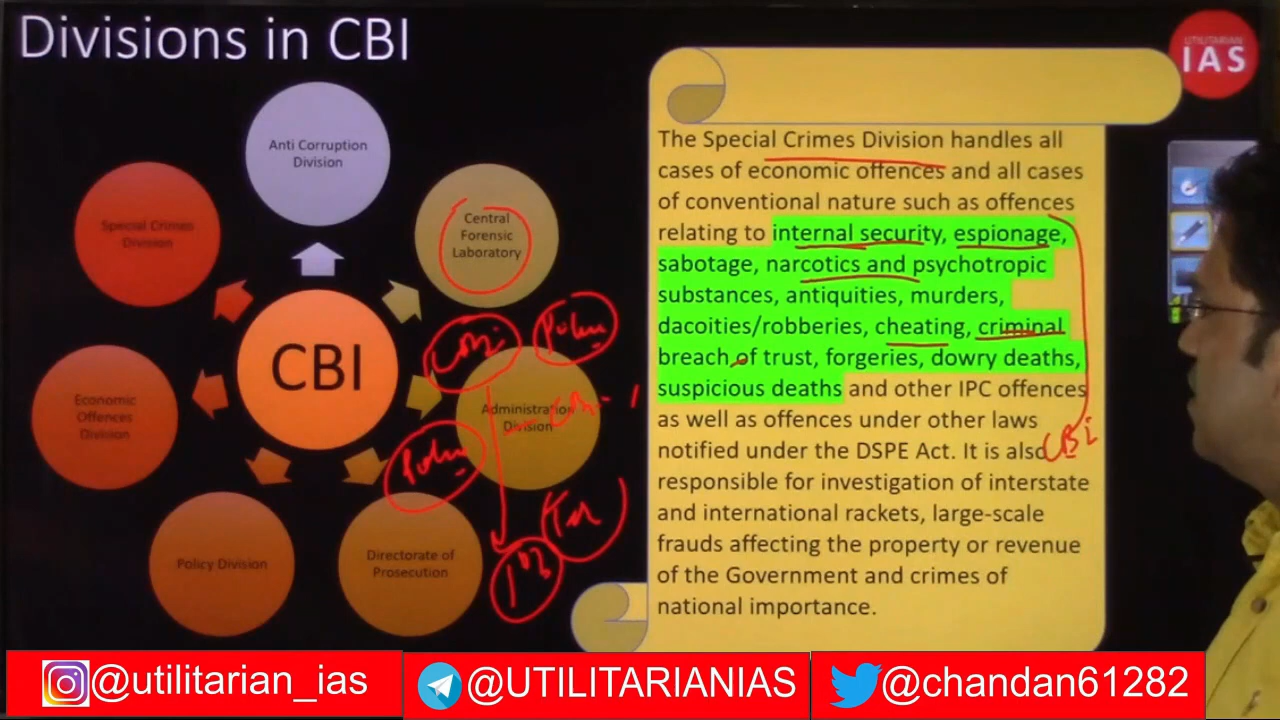 Divisions in CBI
UTILITARIAN
IAS
Anti Corruption
Division
Special Crimes
Division
Central
Forensic
Laboratory
CBI
Economic
Offences
Division
Administration
Division
Policy Division
Directorate of
Prosecution
The Special Crimes Division handles all
cases of economic offences and all cases
of conventional nature such as offences
relating to internal security, espionage,
sabotage, narcotics and psychotropic
substances, antiquities, murders,
dacoities/robberies, cheating, criminal
breach of trust, forgeries, dowry deaths,
suspicious deaths and other IPC offences
as well as offences under other laws
notified under the DSPE Act. It is also
responsible for investigation of interstate
and international rackets, large-scale
frauds affecting the property or revenue
of the Government and crimes of
national importance.
CBI
@utilitarian_ias
@UTILITARIANIAS
@chandan61282